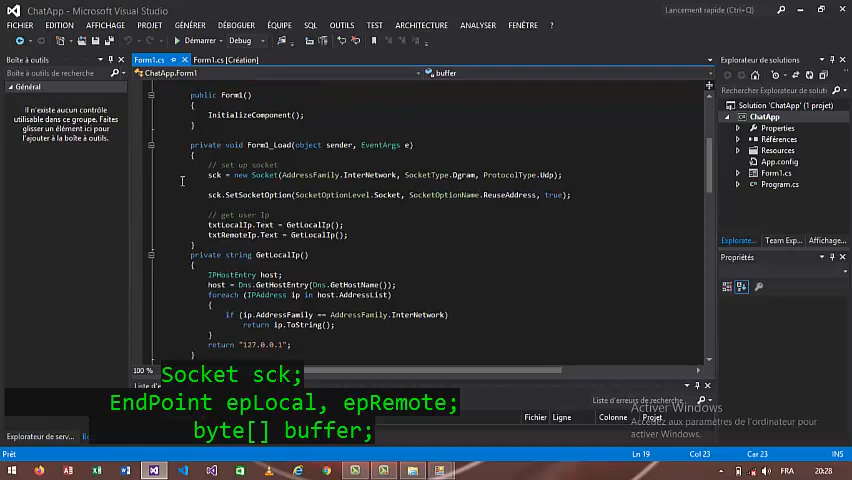 ChatApp - Microsoft Visual Studio
Lancement rapide (Ctrl+Q)
FICHIER EDITION AFFICHAGE PROJET GÉNÉRER DÉBOGUER ÉQUIPE SQL OUTILS TEST ARCHITECTURE ANALYSER FENÊTRE ?
Démarrer Debug
Boîte à outils
Form1.cs Form1.cs [Création]
Explorateur de solutions
Boîte à outils de recherche
ChatApp.Form1 buffer
Général
Rechercher Explorateur de solutions
Il n'existe aucun contrôle
utilisable dans ce groupe. Faites
glisser un élément ici pour
l'ajouter à la boîte à outils.
public Form1()
{
InitializeComponent();
}
private void Form1_Load(object sender, EventArgs e)
{
// set up socket
sck = new Socket(AddressFamily.InterNetwork, SocketType.Dgram, ProtocolType.Udp);
sck.SetSocketOption(SocketOptionLevel.Socket, SocketOptionName.ReuseAddress, true);
// get user Ip
txtLocalIp.Text = GetLocalIp();
txtRemoteIp.Text = GetLocalIp();
}
private string GetLocalIp()
{
IPHostEntry host;
host = Dns.GetHostEntry(Dns.GetHostName());
foreach (IPAddress ip in host.AddressList)
{
if (ip.AddressFamily == AddressFamily.InterNetwork)
return ip.ToString();
}
return "127.0.0.1";
}
Solution 'ChatApp' (1 projet)
ChatApp
Properties
Références
Resources
App.config
Form1.cs
Program.cs
Explorate... Team Exp... Affichage...
Propriétés
100 %
Socket sck;
EndPoint epLocal, epRemote;
byte[] buffer;
Rechercher Explorateur de solutions
Liste d'erreurs de recherche
Fichier Ligne Colonne Projet
Activer Windows
Accédez aux paramètres de l'ordinateur pour
activer Windows.
Explorateur de serv...
Prêt
Ln 19 Col 23 Car 23 INS
FRA 20:28